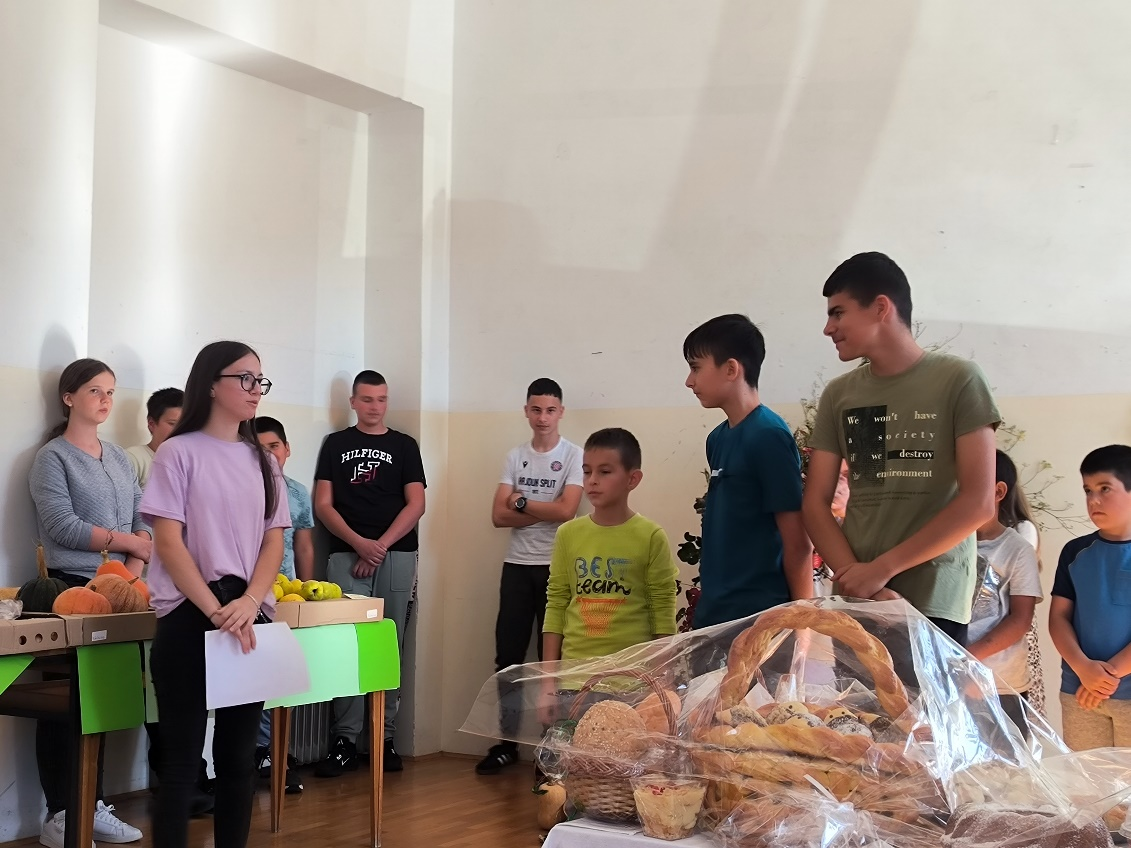 HILFIGER
HAJDUK SPLIT
BEST
team
We won't have
a society
if we destroy
the environment